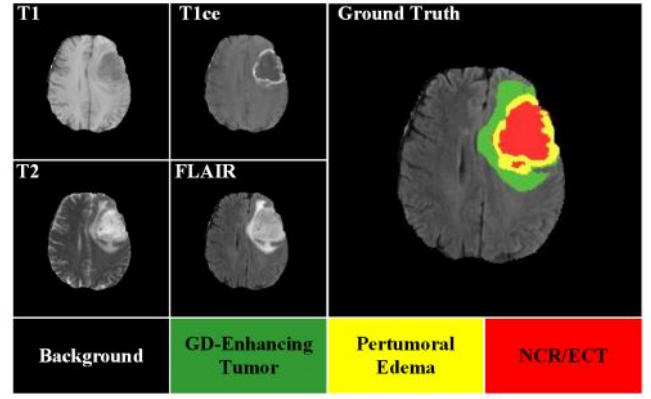 T1
T1ce
Ground Truth
T2
FLAIR
Background
GD-Enhancing
Tumor
Pertumoral
Edema
NCR/ECT